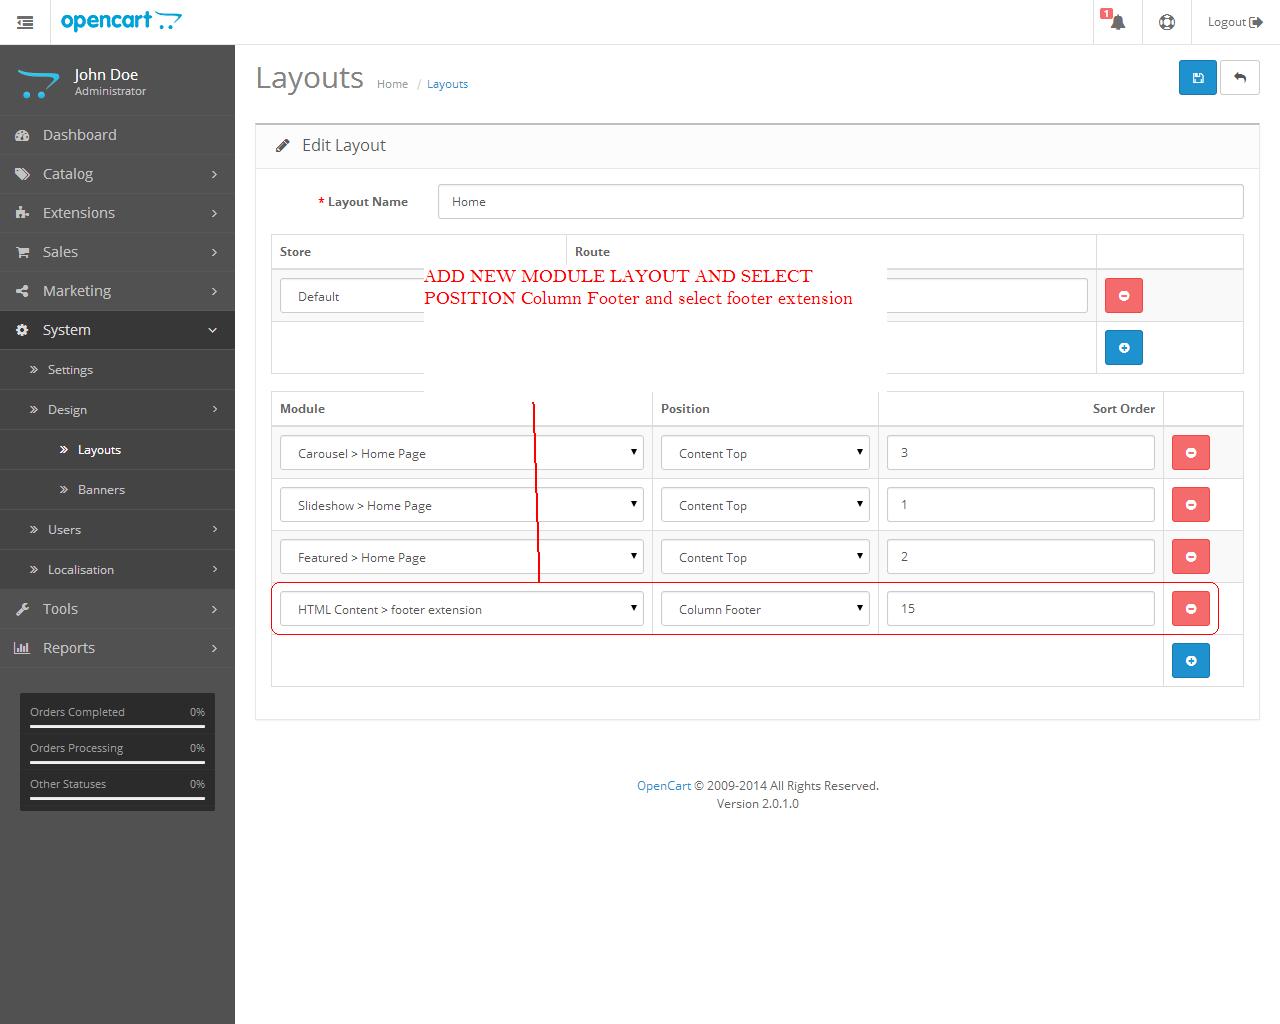 opencart
1
Logout
John Doe
Administrator
Dashboard
Catalog
Extensions
Sales
Marketing
System
Settings
Design
Layouts
Banners
Users
Localisation
Tools
Reports
Orders Completed 0%
Orders Processing 0%
Other Statuses 0%
Layouts Home / Layouts
Edit Layout
* Layout Name Home
Store Route
ADD NEW MODULE LAYOUT AND SELECT
POSITION Column Footer and select footer extension
Default
Module Position Sort Order
Carousel > Home Page Content Top 3
Slideshow > Home Page Content Top 1
Featured > Home Page Content Top 2
HTML Content > footer extension Column Footer 15
OpenCart © 2009-2014 All Rights Reserved.
Version 2.0.1.0